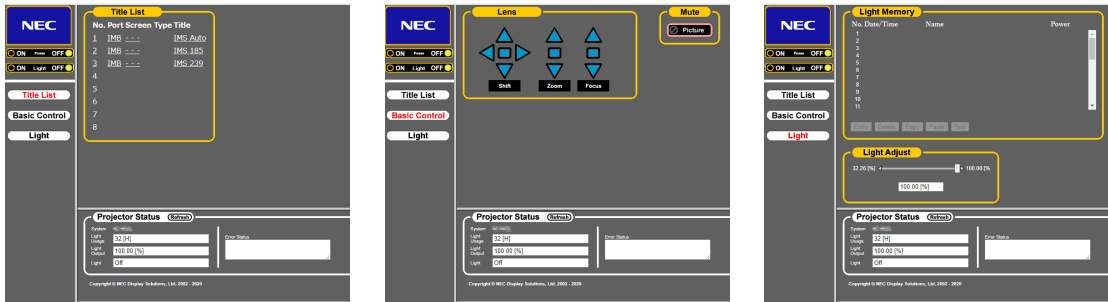 NEC
ON Power OFF
ON Light OFF
Title List
Basic Control
Light
Title List
No. Port Screen Type Title
1 IMB - - - IMS Auto
2 IMB - - - IMS 185
3 IMB - - - IMS 239
4
5
6
7
8
Projector Status (Refresh)
System
Light Usage 32 [H]
Light Output 100.00 [%]
Light Off
Error Status
Copyright © NEC Display Solutions, Ltd. 2002 - 2020
NEC
ON Power OFF
ON Light OFF
Title List
Basic Control
Light
Lens
Shift Zoom Focus
Mute
Picture
Projector Status (Refresh)
System
Light Usage 32 [H]
Light Output 100.00 [%]
Light Off
Error Status
Copyright © NEC Display Solutions, Ltd. 2002 - 2020
NEC
ON Power OFF
ON Light OFF
Title List
Basic Control
Light
Light Memory
No. Date/Time Name Power
1
2
3
4
5
6
7
8
9
10
11
Entry Delete Copy Paste Test
Light Adjust
32.26 [%] 100.00 [%]
100.00 [%]
Projector Status (Refresh)
System
Light Usage 32 [H]
Light Output 100.00 [%]
Light Off
Error Status
Copyright © NEC Display Solutions, Ltd. 2002 - 2020